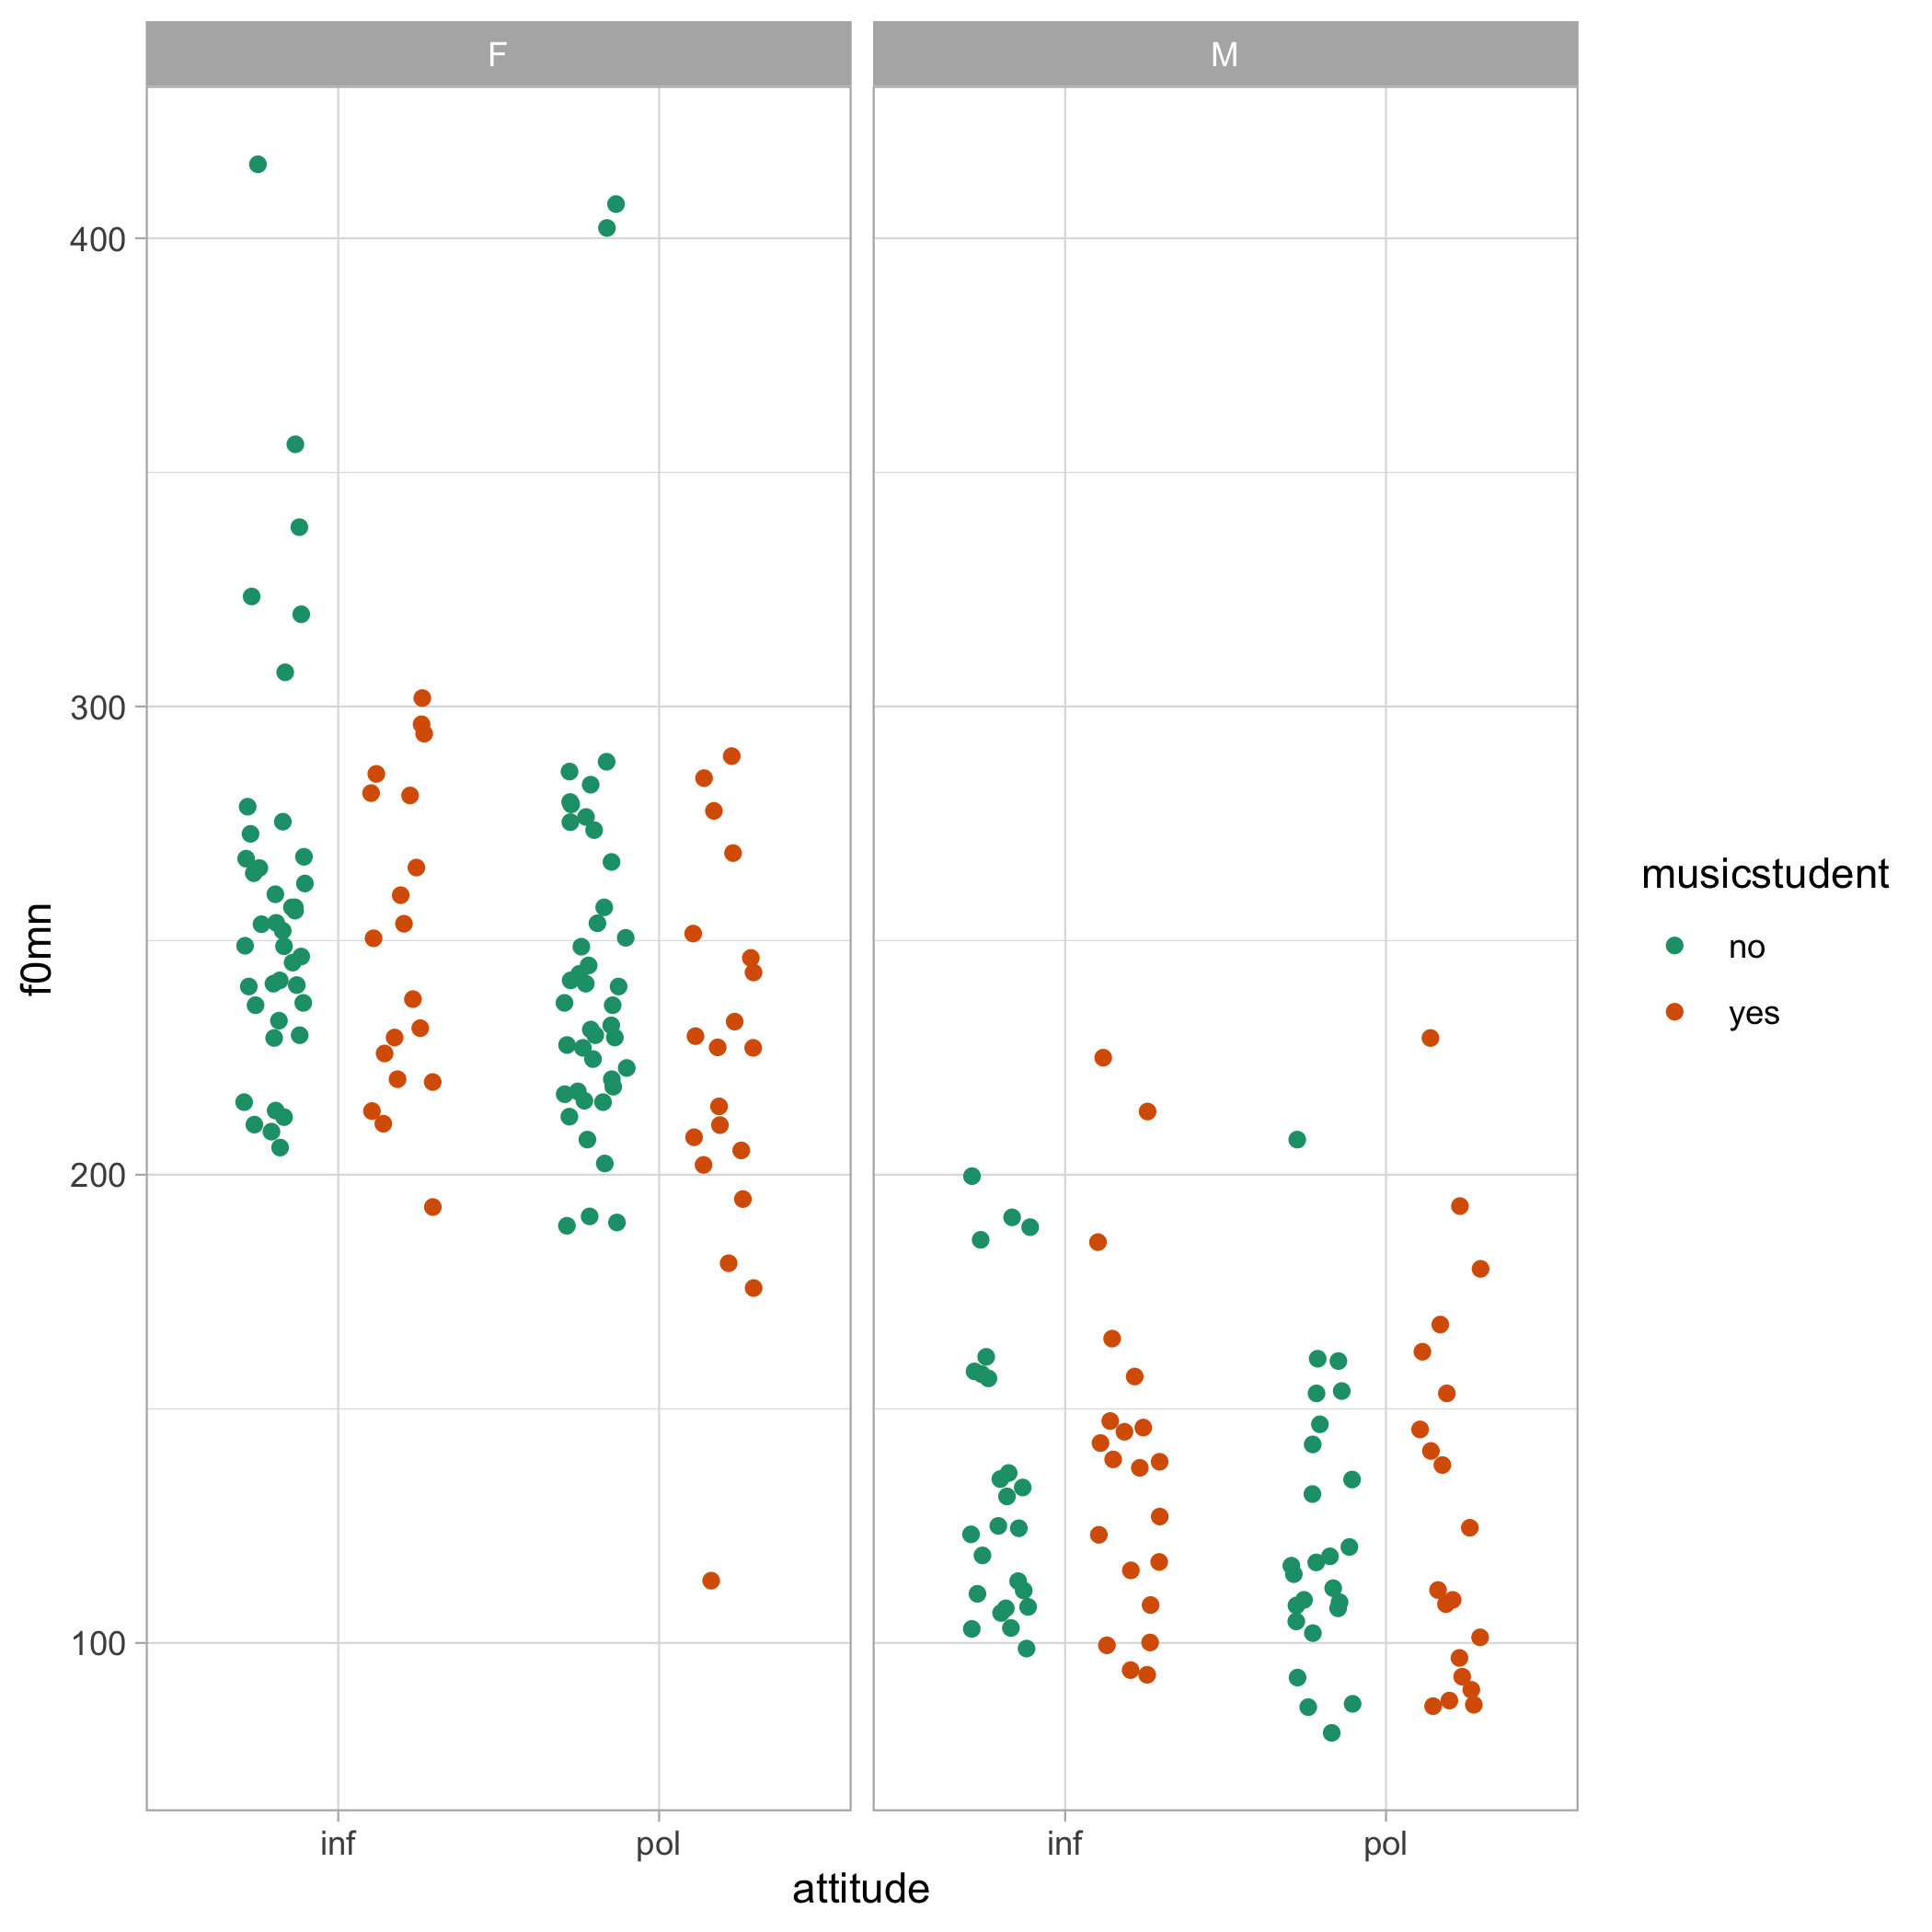 F
M
400
300
200
100
f0mn
inf
pol
inf
pol
attitude
musicstudent
no
yes